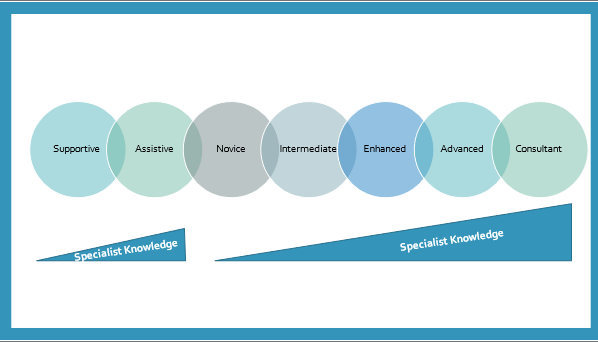 Supportive
Assistive
Novice
Intermediate
Enhanced
Advanced
Consultant
Specialist Knowledge
Specialist Knowledge